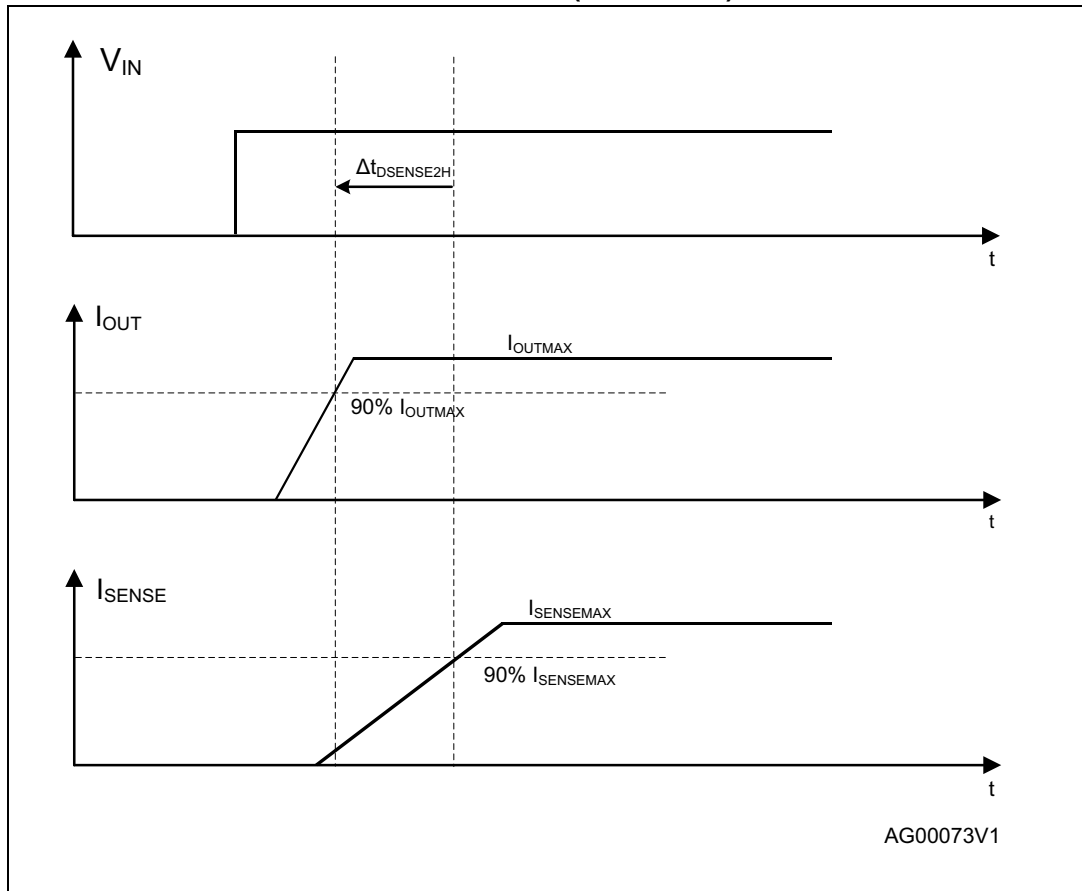 V_IN
Δt_DSENSE2H
t
I_OUT
I_OUTMAX
90% I_OUTMAX
t
I_SENSE
I_SENSEMAX
90% I_SENSEMAX
t
AG00073V1